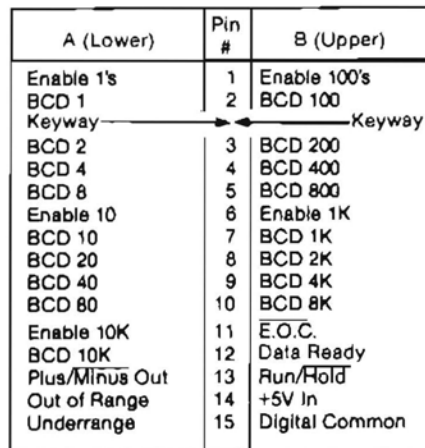 A (Lower) Pin # B (Upper)
Enable 1's 1 Enable 100's
BCD 1 2 BCD 100
Keyway Keyway
BCD 2 3 BCD 200
BCD 4 4 BCD 400
BCD 8 5 BCD 800
Enable 10 6 Enable 1K
BCD 10 7 BCD 1K
BCD 20 8 BCD 2K
BCD 40 9 BCD 4K
BCD 80 10 BCD 8K
Enable 10K 11 E.O.C.
BCD 10K 12 Data Ready
Plus/Minus Out 13 Run/Hold
Out of Range 14 +5V In
Underrange 15 Digital Common